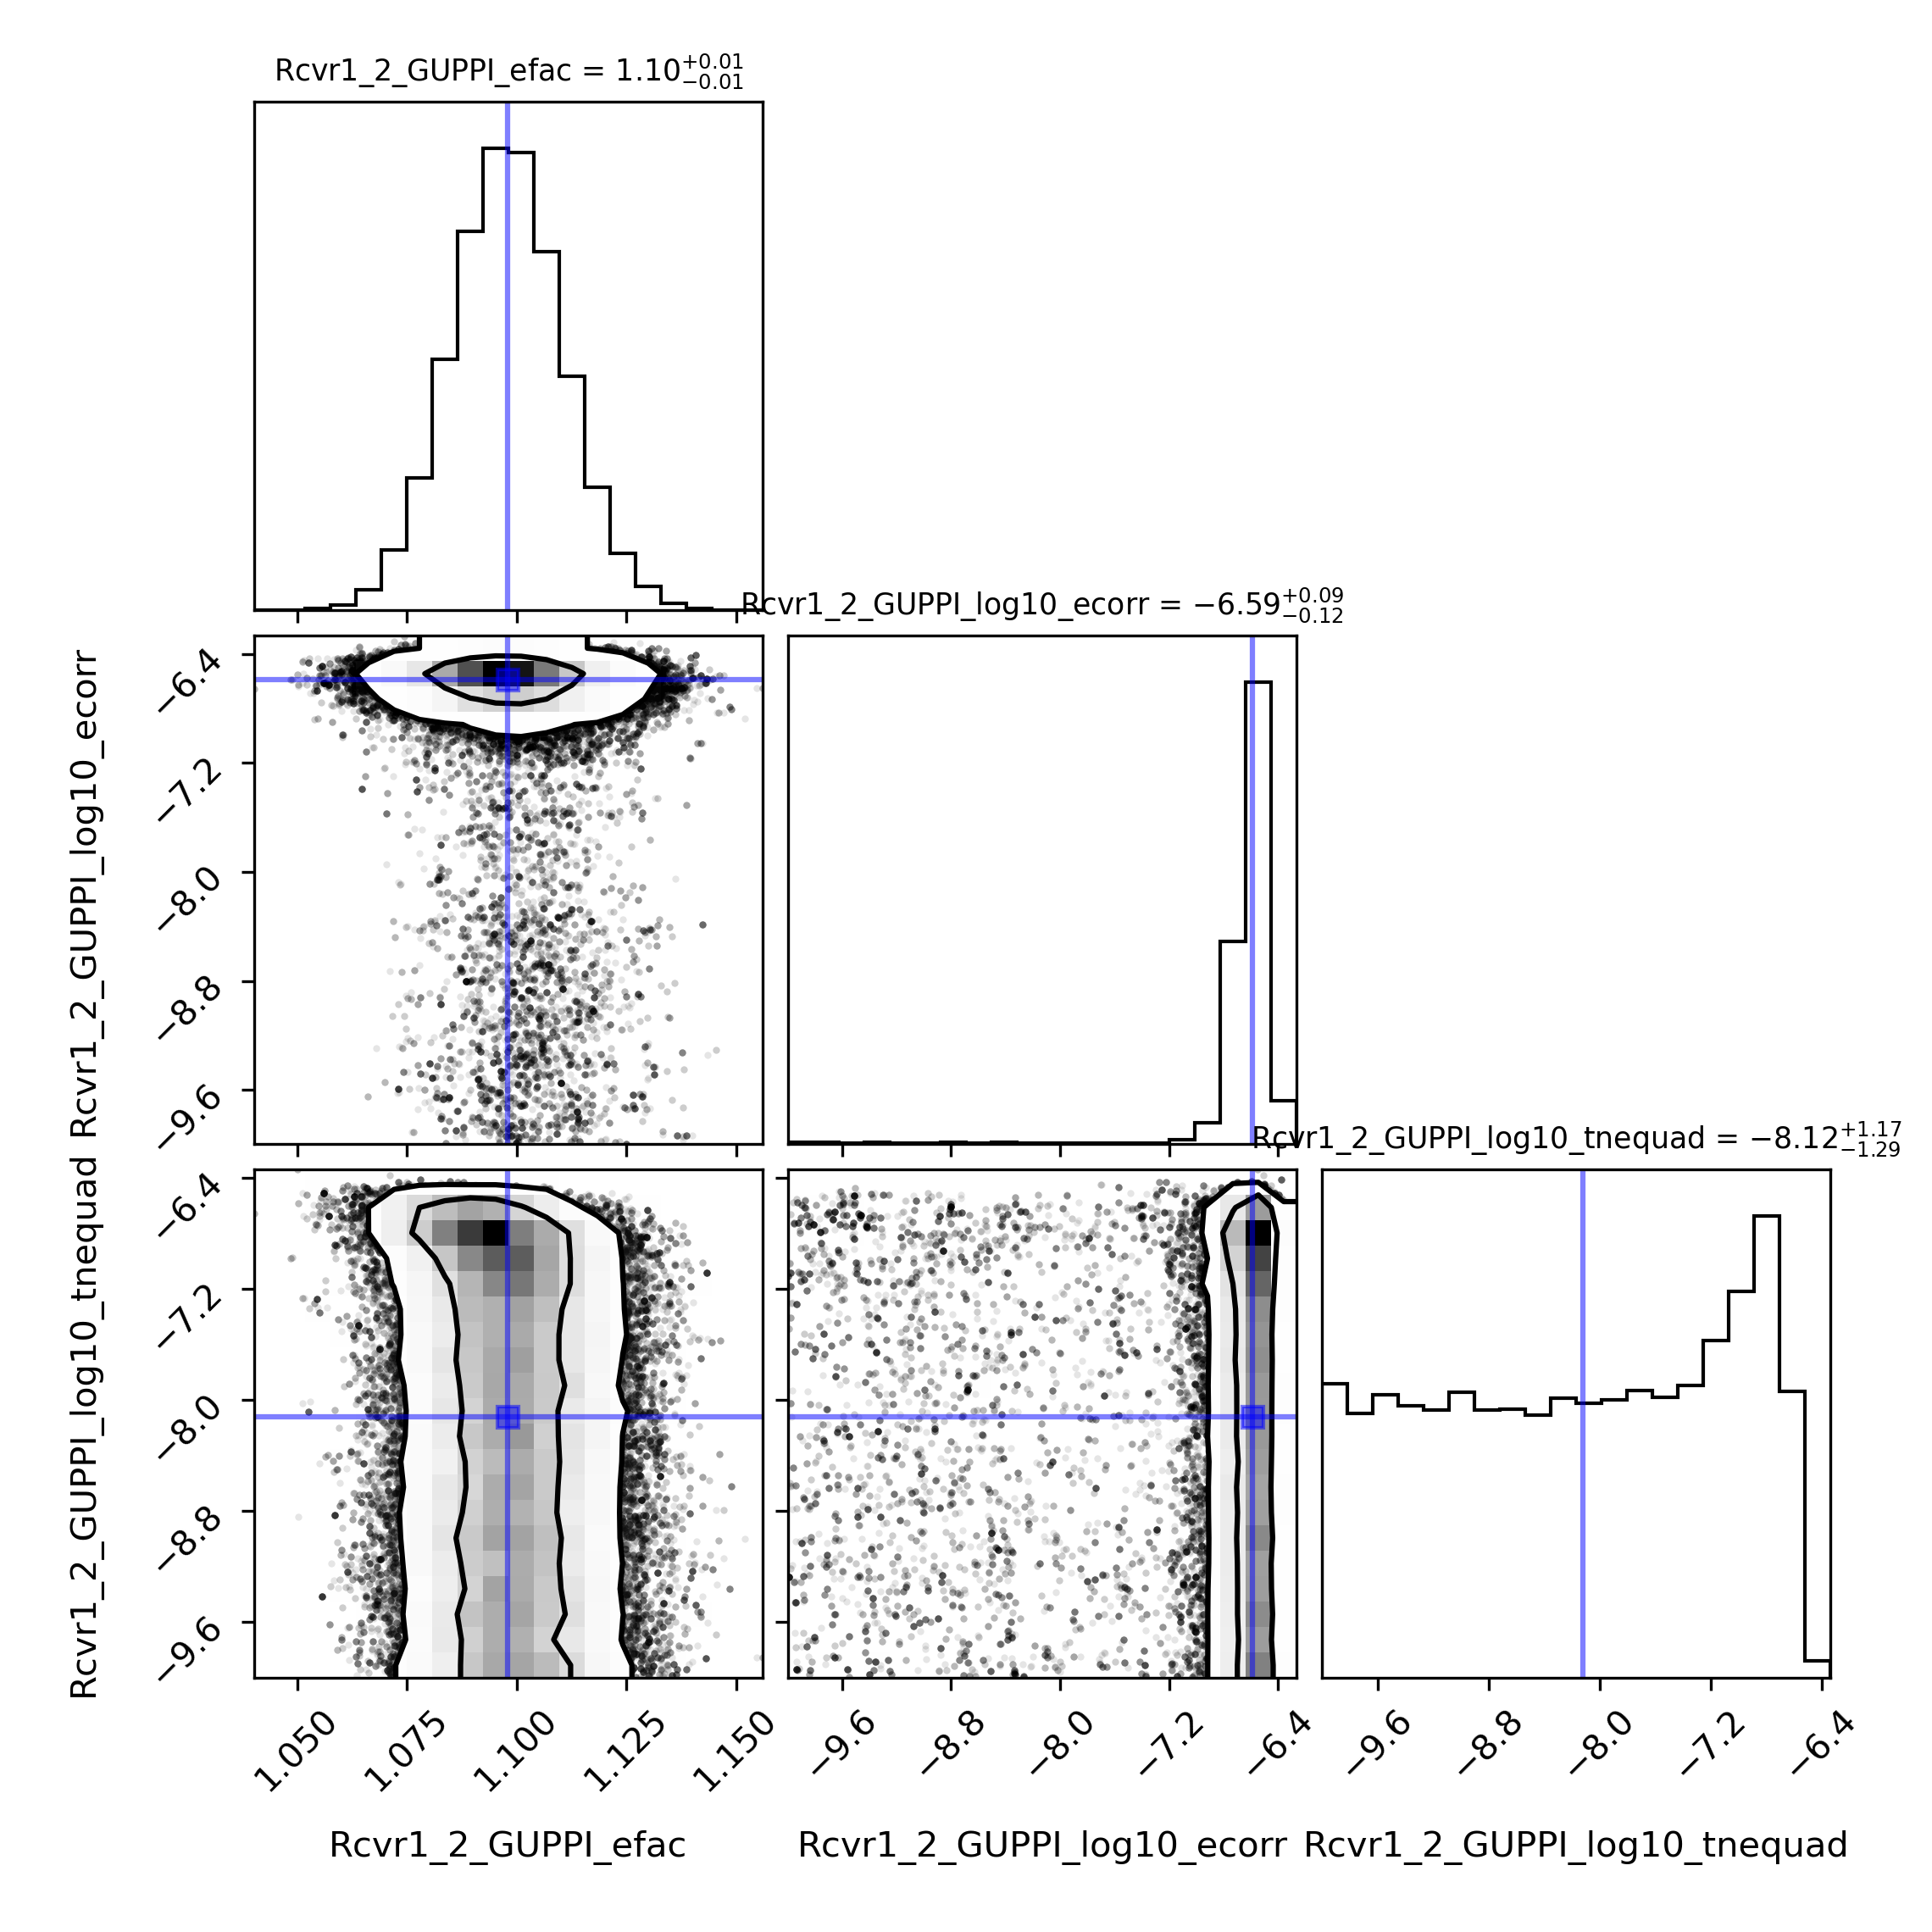 Rcvr1_2_GUPPI_efac = 1.10+0.01 −0.01
Rcvr1_2_GUPPI_log10_ecorr = −6.59+0.09 −0.12
Rcvr1_2_GUPPI_log10_ecorr
−6.4
−7.2
−8.0
−8.8
−9.6
Rcvr1_2_GUPPI_log10_tnequad = −8.12+1.17 −1.29
Rcvr1_2_GUPPI_log10_tnequad
−6.4
−7.2
−8.0
−8.8
−9.6
1.050 1.075 1.100 1.125 1.150
−9.6 −8.8 −8.0 −7.2 −6.4
−9.6 −8.8 −8.0 −7.2 −6.4
Rcvr1_2_GUPPI_efac
Rcvr1_2_GUPPI_log10_ecorr
Rcvr1_2_GUPPI_log10_tnequad